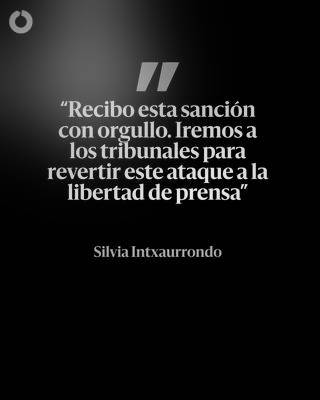 “Recibo esta sanción
con orgullo. Iremos a
los tribunales para
revertir este ataque a la
libertad de prensa”
Silvia Intxaurrondo